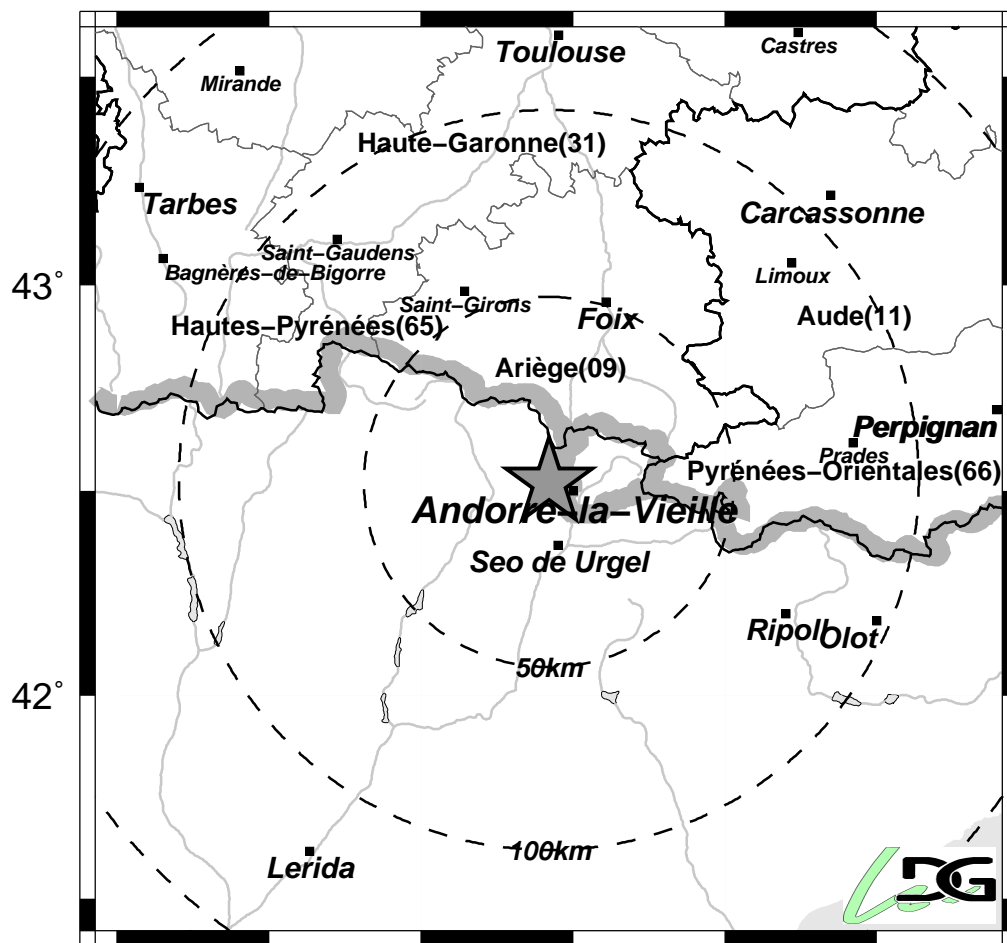 Castres
Toulouse
Mirande
Haute−Garonne(31)
Tarbes
Carcassonne
Saint−Gaudens
Bagnères−de−Bigorre
Limoux
43°
Saint−Girons
Foix
Aude(11)
Hautes−Pyrénées(65)
Ariège(09)
Perpignan
Prades
Pyrénées−Orientales(66)
Andorre−la−Vieille
Seo de Urgel
Ripoll
Olot
50km
42°
100km
Lerida
DG